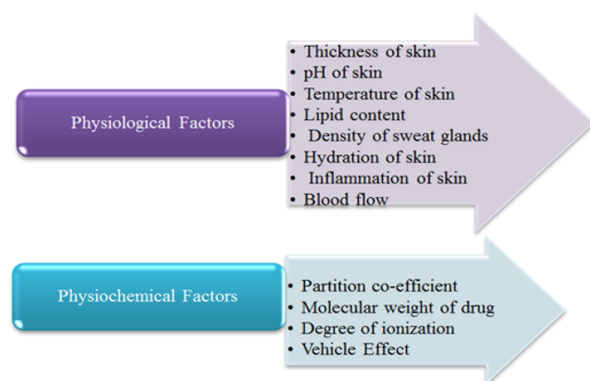 Physiological Factors
• Thickness of skin
• pH of skin
• Temperature of skin
• Lipid content
• Density of sweat glands
• Hydration of skin
• Inflammation of skin
• Blood flow
Physiochemical Factors
• Partition co-efficient
• Molecular weight of drug
• Degree of ionization
• Vehicle Effect